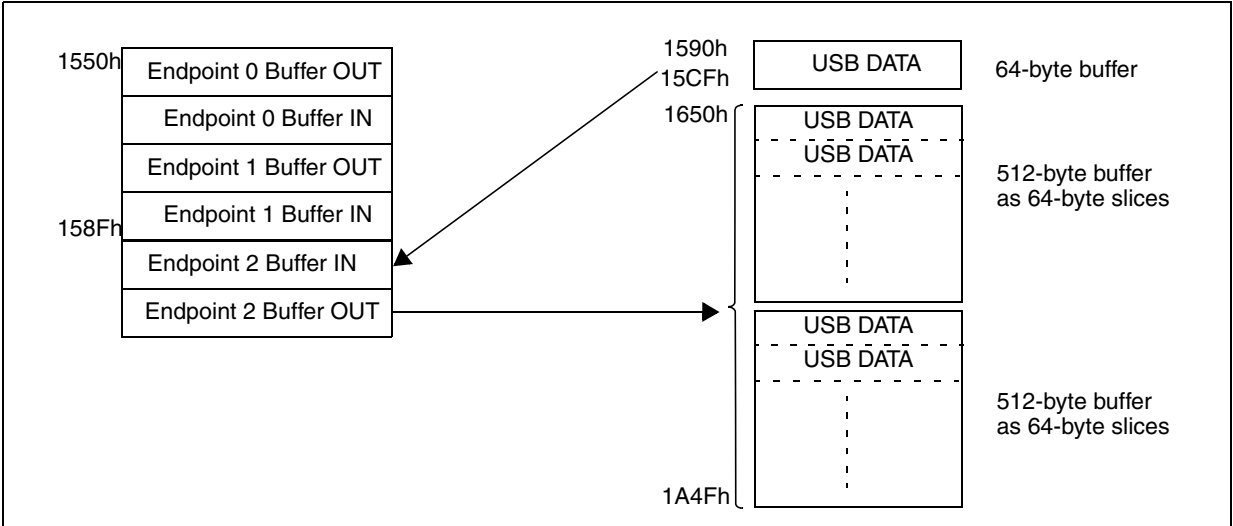 1550h
Endpoint 0 Buffer OUT
Endpoint 0 Buffer IN
Endpoint 1 Buffer OUT
Endpoint 1 Buffer IN
158Fh
Endpoint 2 Buffer IN
Endpoint 2 Buffer OUT
1590h
15CFh
USB DATA
64-byte buffer
1650h
USB DATA
USB DATA
512-byte buffer
as 64-byte slices
USB DATA
USB DATA
512-byte buffer
as 64-byte slices
1A4Fh